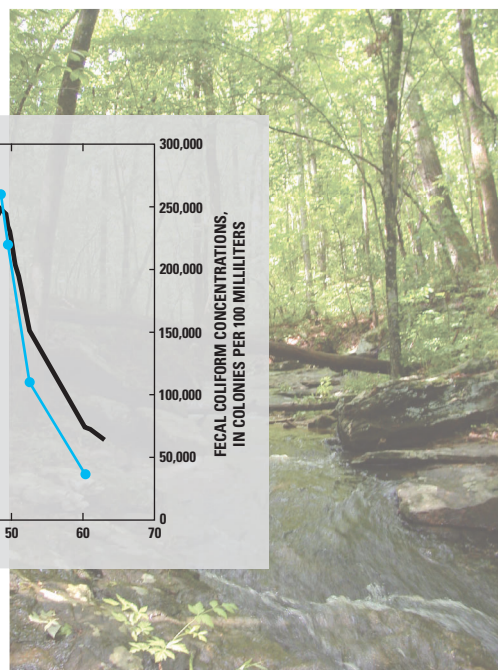 300,000
250,000
200,000
150,000
100,000
50,000
0
50 60 70
FECAL COLIFORM CONCENTRATIONS,
IN COLONIES PER 100 MILLILITERS